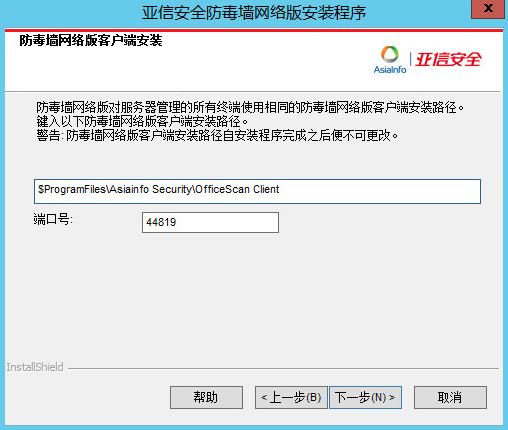 亚信安全防毒墙网络版安装程序
x
防毒墙网络版客户端安装
AsiaInfo 亚信安全
防毒墙网络版对服务器管理的所有终端使用相同的防毒墙网络版客户端安装路径。
键入以下防毒墙网络版客户端安装路径。
警告: 防毒墙网络版客户端安装路径自安装程序完成之后便不可更改。
$ProgramFiles\Asiainfo Security\OfficeScan Client
端口号:
44819
InstallShield
帮助
< 上一步(B)
下一步(N) >
取消